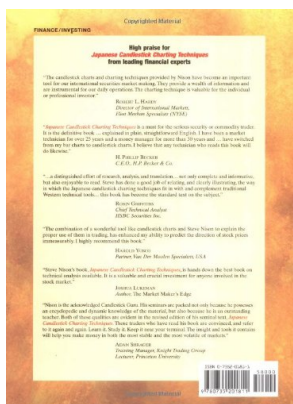 Copyrighted Material
FINANCE/INVESTING
High praise for
Japanese Candlestick Charting Techniques
from leading financial experts
"The candlestick charts and charting techniques provided by Nison have become an important
tool for our international securities market making. They provide a wealth of information and
are instrumental for our daily operations. The charting technique is valuable for the individual
or professional investor."
ROBERT L. HAGEN
Director of International Markets,
Fleet Meehan Specialist (NYSE)
"Japanese Candlestick Charting Techniques is a must for the serious security or commodity trader.
It is the definitive book ... explained in plain, straightforward English. I have been a market
technician for over 25 years and a money manager for more than 20 years and ... have switched
from my bar charts to candlestick charts. I believe that any technician who reads this book will
do likewise."
H. PHILLIP BECKER
C.E.O., H.P. Becker & Co.
"... a distinguished effort of research, analysis, and translation... not only complete and informative,
but also enjoyable to read. Steve has done a good job of relating, and clearly illustrating, the way
in which the Japanese candlestick charting techniques fit in with and complement traditional
Western technical tools... this book has become the standard text on the subject."
Chief Technical Analyst
HSBC Securities Inc.
"The combination of a wonderful tool like candlestick charts and Steve Nison to explain the
proper use of them in trading, has enhanced my ability to predict the direction of stock prices
immeasurably. I highly recommend this book."
HAROLD
Partner Van Der Moolen Specialists, USA
"Steve Nison's book, Japanese Candlestick Charting Techniques, is hands down the best book on
technical analysis available. It is a valuable and crucial investment for anyone involved in the
stock market."
JOSHUA LUKEMAN
Author, The Market Maker's Edge
"Nison is the acknowledged Candlestick Guru. His seminars are packed not only because he possesses
an encyclopedic and dynamic knowledge of the material, but also because he is an outstanding
teacher. Both of these qualities are evident in the revised edition of his seminal text, Japanese
Candlestick Charting Techniques. Those traders who have read his book are convinced and refer
to it again and again. Learn it. Study it. Keep it near your terminal. The insight and tools it contains
will help you make money in both the most stable and the most volatile of markets."
ADAM
Training Manager, Knight Trading Group
Lecturer, Princeton University
Copyrighted Material